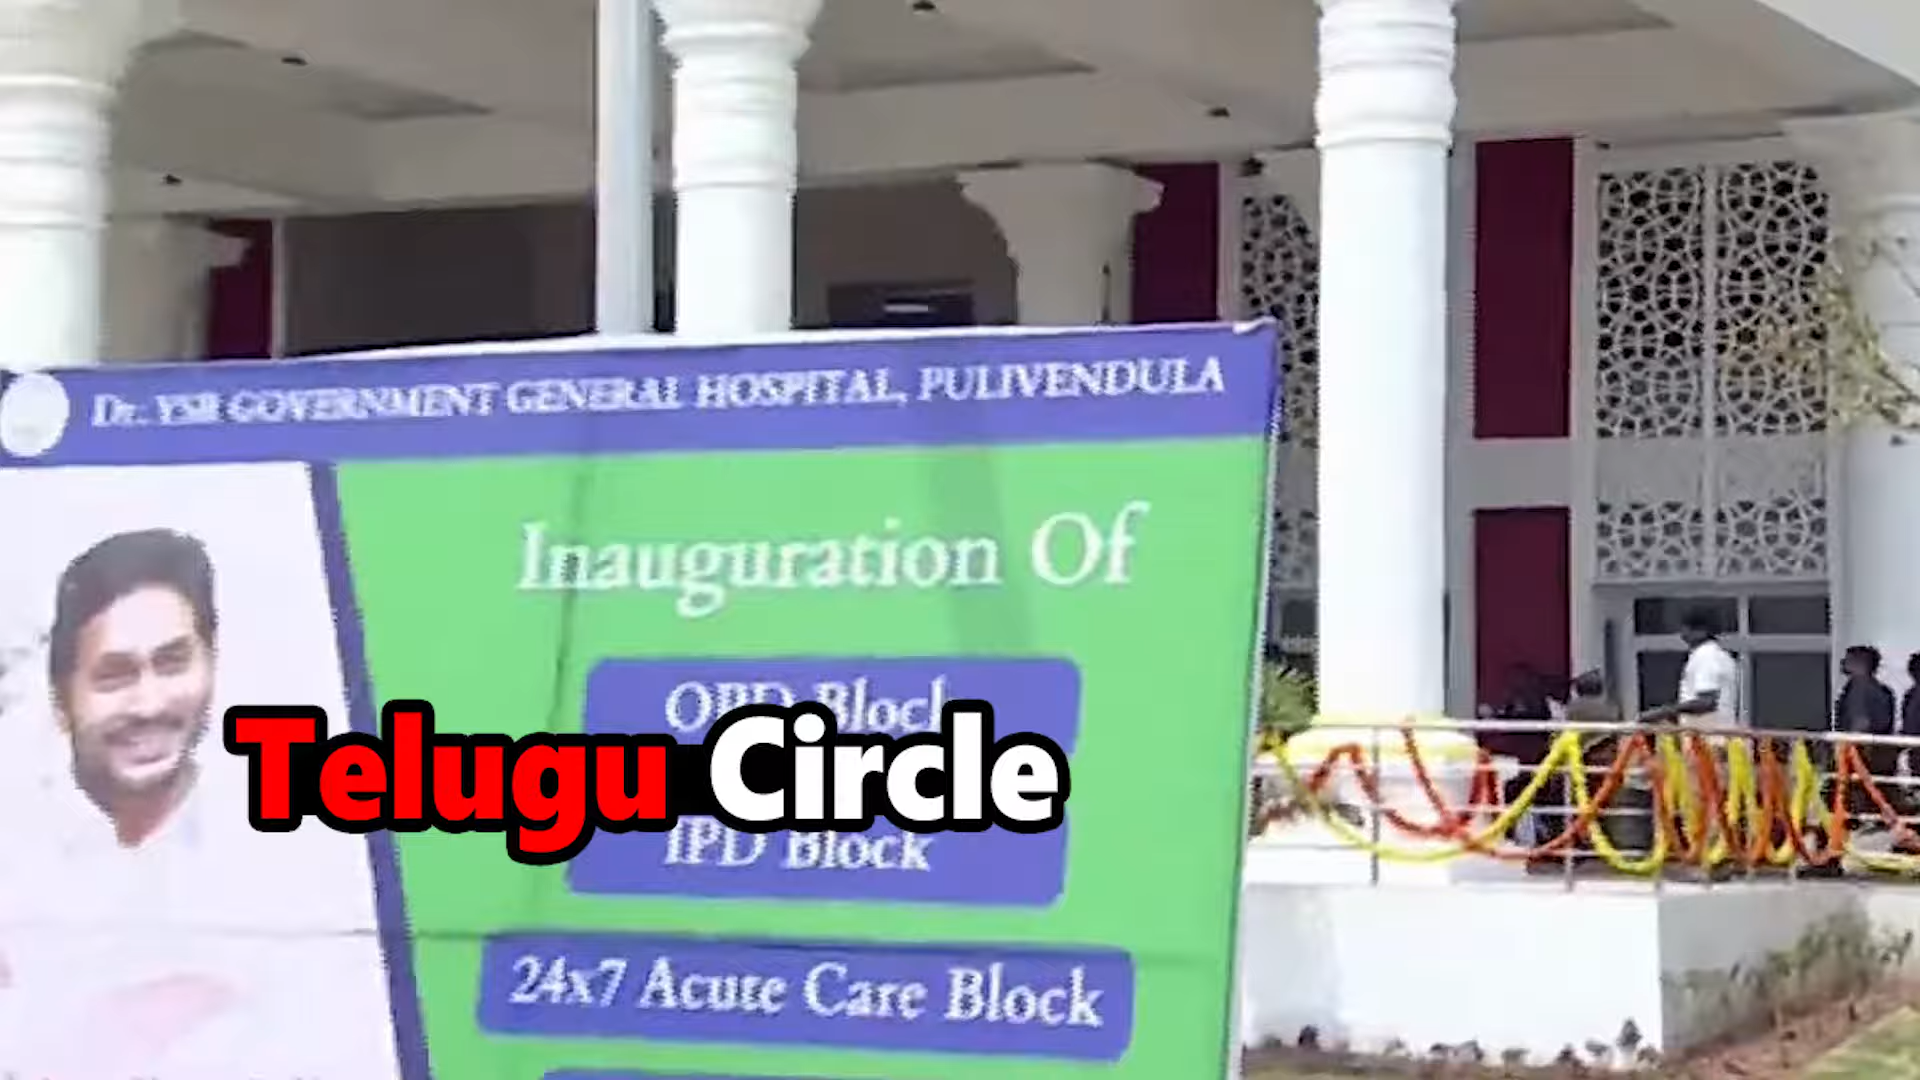 Dr. YSR GOVERNMENT GENERAL HOSPITAL, PULIVENDULA
Inauguration Of
OPD Block
Telugu Circle
IPD Block
24x7 Acute Care Block